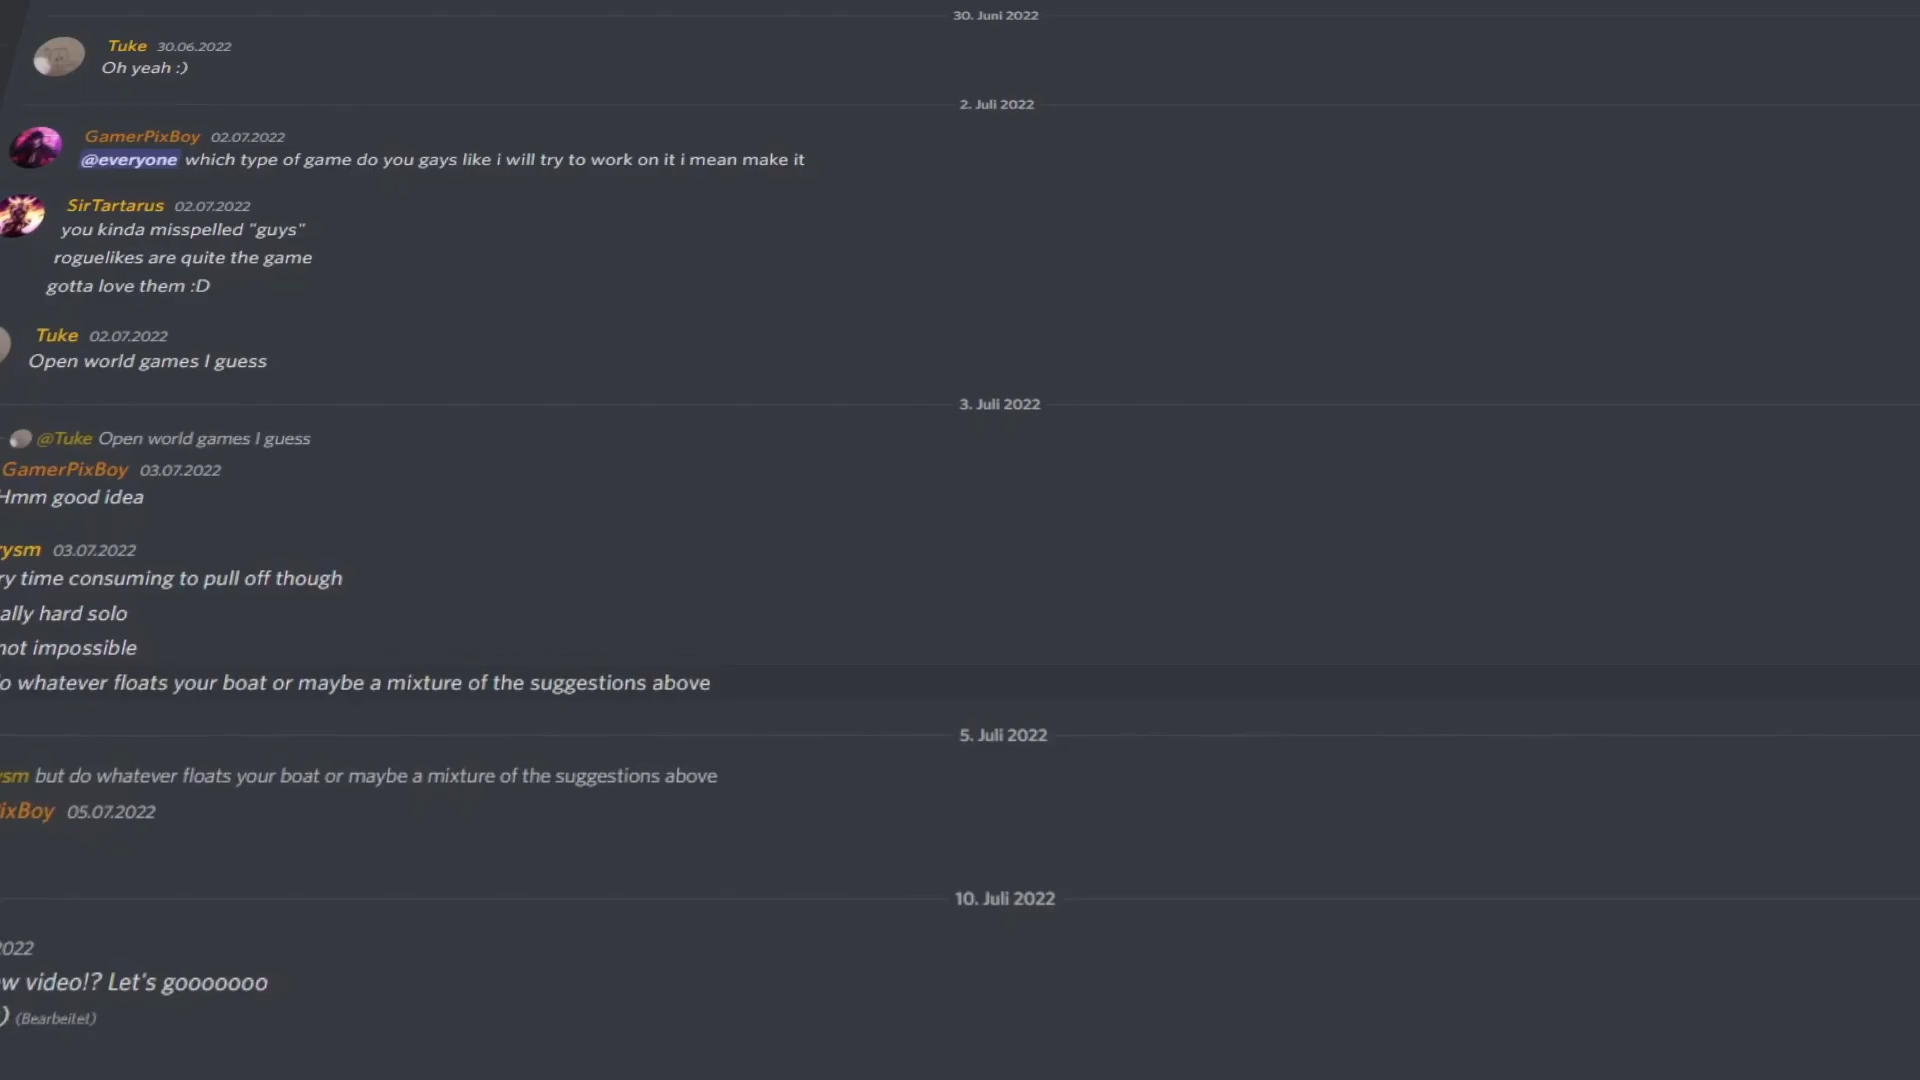 30. Juni 2022
Tuke 30.06.2022
Oh yeah :)
2. Juli 2022
GamerPixBoy 02.07.2022
@everyone which type of game do you gays like i will try to work on it i mean make it
SirTartarus 02.07.2022
you kinda misspelled "guys"
roguelikes are quite the game
gotta love them :D
Tuke 02.07.2022
Open world games I guess
3. Juli 2022
@Tuke Open world games I guess
GamerPixBoy 03.07.2022
Hmm good idea
ysm 03.07.2022
ry time consuming to pull off though
ally hard solo
not impossible
o whatever floats your boat or maybe a mixture of the suggestions above
5. Juli 2022
ysm but do whatever floats your boat or maybe a mixture of the suggestions above
ixBoy 05.07.2022
10. Juli 2022
2022
w video!? Let's gooooooo
) (Bearbeitet)